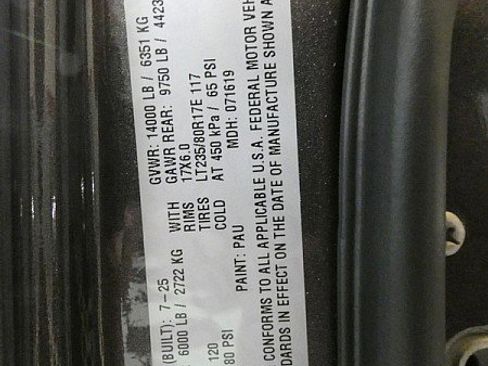 (BUILT): 7-25 GVWR: 14000 LB / 6351 KG
6000 LB / 2722 KG WITH GAWR REAR: 9750 LB / 4423
RIMS 17X6.0
120 TIRES LT235/80R17E 117
80 PSI COLD AT 450 kPa / 65 PSI
PAINT: PAU MDH: 071619
CONFORMS TO ALL APPLICABLE U.S.A. FEDERAL MOTOR VEH
DARDS IN EFFECT ON THE DATE OF MANUFACTURE SHOWN A